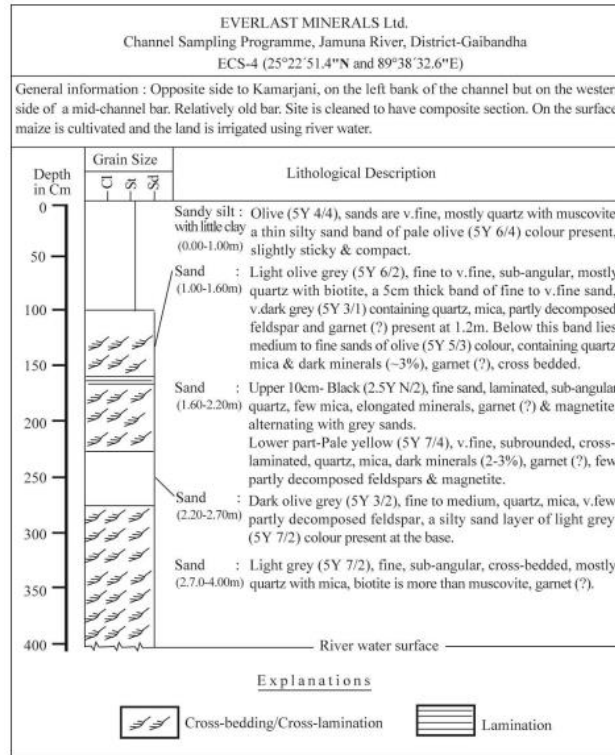 EVERLAST MINERALS Ltd.
Channel Sampling Programme, Jamuna River, District-Gaibandha
ECS-4 (25°22´51.4"N and 89°38´32.6"E)
General information : Opposite side to Kamarjani, on the left bank of the channel but on the western
side of a mid-channel bar. Relatively old bar. Site is cleaned to have composite section. On the surface
maize is cultivated and the land is irrigated using river water.
Depth
in Cm
Grain Size
Cl St Sd
Lithological Description
0
50
100
150
200
250
300
350
400
Sandy silt : Olive (5Y 4/4), sands are v.fine, mostly quartz with muscovite
with little clay a thin silty sand band of pale olive (5Y 6/4) colour present,
(0.00-1.00m) slightly sticky & compact.
Sand : Light olive grey (5Y 6/2), fine to v.fine, sub-angular, mostly
(1.00-1.60m) quartz with biotite, a 5cm thick band of fine to v.fine sand,
v.dark grey (5Y 3/1) containing quartz, mica, partly decomposed
feldspar and garnet (?) present at 1.2m. Below this band lies
medium to fine sands of olive (5Y 5/3) colour, containing quartz
mica & dark minerals (~3%), garnet (?), cross bedded.
Sand : Upper 10cm- Black (2.5Y N/2), fine sand, laminated, sub-angular
(1.60-2.20m) quartz, few mica, elongated minerals, garnet (?) & magnetite
alternating with grey sands.
Lower part-Pale yellow (5Y 7/4), v.fine, subrounded, cross-
laminated, quartz, mica, dark minerals (2-3%), garnet (?), few
partly decomposed feldspars & magnetite.
Sand : Dark olive grey (5Y 3/2), fine to medium, quartz, mica, v.few
(2.20-2.70m) partly decomposed feldspar, a silty sand layer of light grey
(5Y 7/2) colour present at the base.
Sand : Light grey (5Y 7/2), fine, sub-angular, cross-bedded, mostly
(2.7.0-4.00m) quartz with mica, biotite is more than muscovite, garnet (?).
River water surface
Explanations
Cross-bedding/Cross-lamination
Lamination